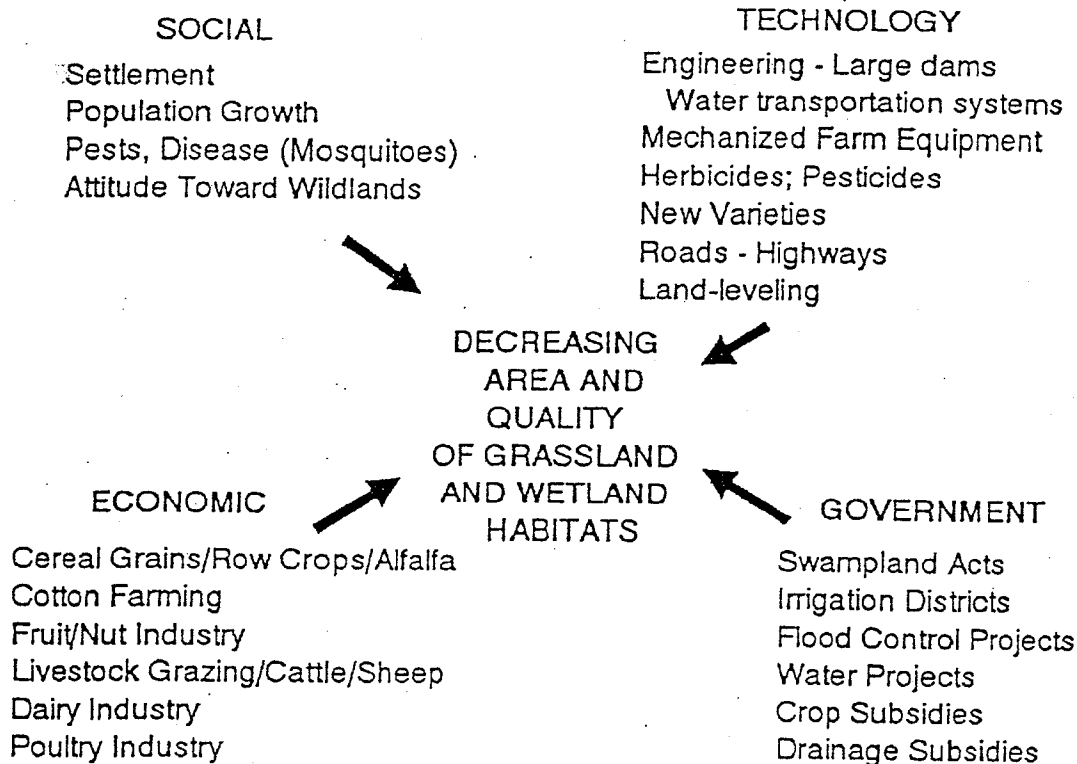 SOCIAL
Settlement
Population Growth
Pests, Disease (Mosquitoes)
Attitude Toward Wildlands
TECHNOLOGY
Engineering - Large dams
Water transportation systems
Mechanized Farm Equipment
Herbicides; Pesticides
New Varieties
Roads - Highways
Land-leveling
DECREASING
AREA AND
QUALITY
OF GRASSLAND
AND WETLAND
HABITATS
ECONOMIC
Cereal Grains/Row Crops/Alfalfa
Cotton Farming
Fruit/Nut Industry
Livestock Grazing/Cattle/Sheep
Dairy Industry
Poultry Industry
GOVERNMENT
Swampland Acts
Irrigation Districts
Flood Control Projects
Water Projects
Crop Subsidies
Drainage Subsidies